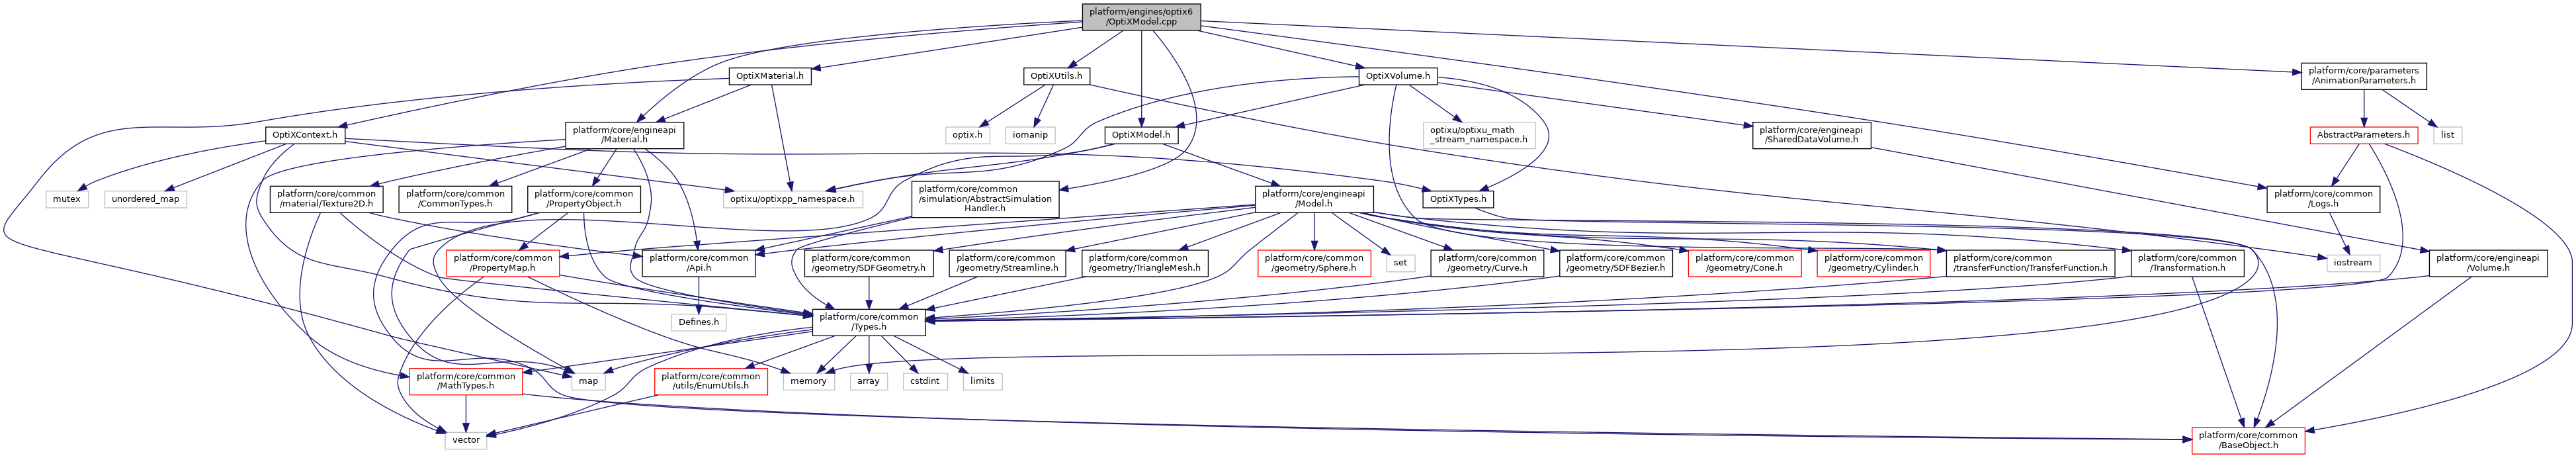 platform/engines/optix6
/OptiXModel.cpp
OptiXMaterial.h
OptiXUtils.h
OptiXVolume.h
platform/core/parameters
/AnimationParameters.h
OptiXContext.h
platform/core/engineapi
/Material.h
optix.h
iomanip
OptiXModel.h
optixu/optixu_math
_stream_namespace.h
platform/core/engineapi
/SharedDataVolume.h
AbstractParameters.h
list
mutex
unordered_map
platform/core/common
/material/Texture2D.h
platform/core/common
/CommonTypes.h
platform/core/common
/PropertyObject.h
optixu/optixpp_namespace.h
platform/core/common
/simulation/AbstractSimulation
Handler.h
platform/core/engineapi
/Model.h
OptiXTypes.h
platform/core/common
/Logs.h
platform/core/common
/PropertyMap.h
platform/core/common
/Api.h
platform/core/common
/geometry/SDFGeometry.h
platform/core/common
/geometry/Streamline.h
platform/core/common
/geometry/TriangleMesh.h
platform/core/common
/geometry/Sphere.h
set
platform/core/common
/geometry/Curve.h
platform/core/common
/geometry/SDFBezier.h
platform/core/common
/geometry/Cone.h
platform/core/common
/geometry/Cylinder.h
platform/core/common
/transferFunction/TransferFunction.h
platform/core/common
/Transformation.h
iostream
platform/core/engineapi
/Volume.h
Defines.h
platform/core/common
/Types.h
platform/core/common
/MathTypes.h
map
platform/core/common
/utils/EnumUtils.h
memory
array
cstdint
limits
vector
platform/core/common
/BaseObject.h